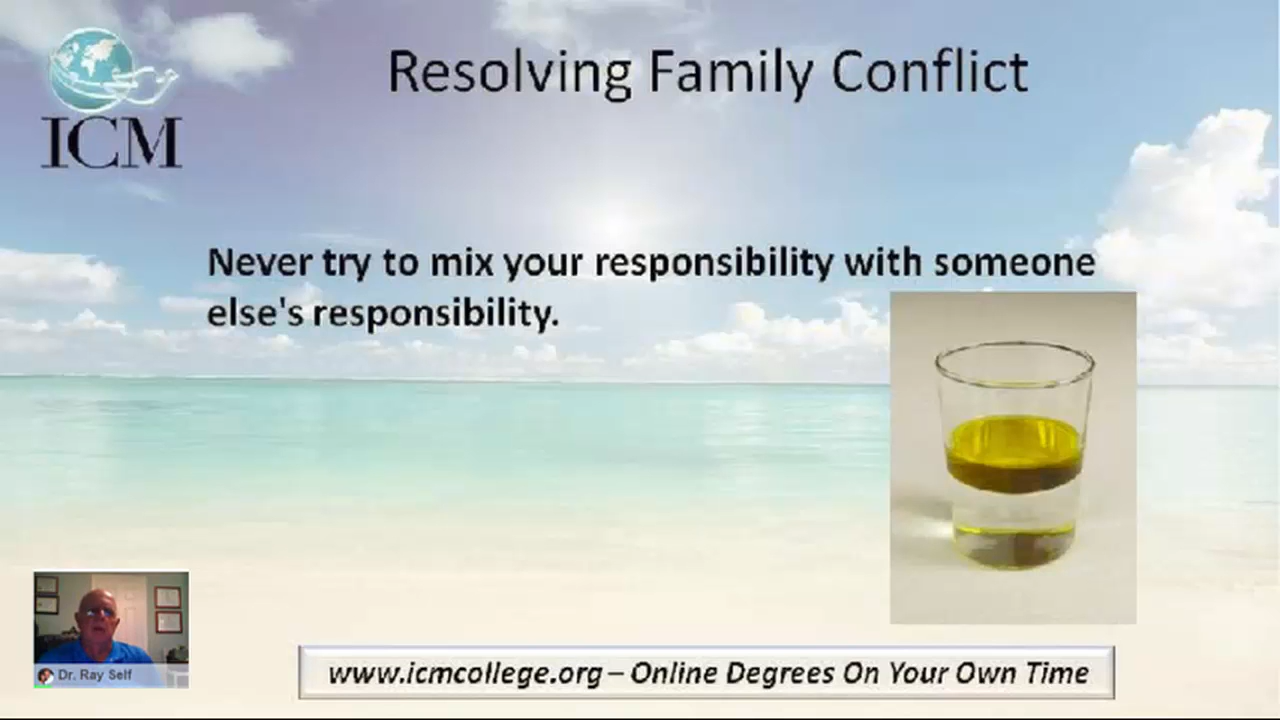 Resolving Family Conflict
ICM
Never try to mix your responsibility with someone
else's responsibility.
Dr. Ray Self
www.icmcollege.org – Online Degrees On Your Own Time